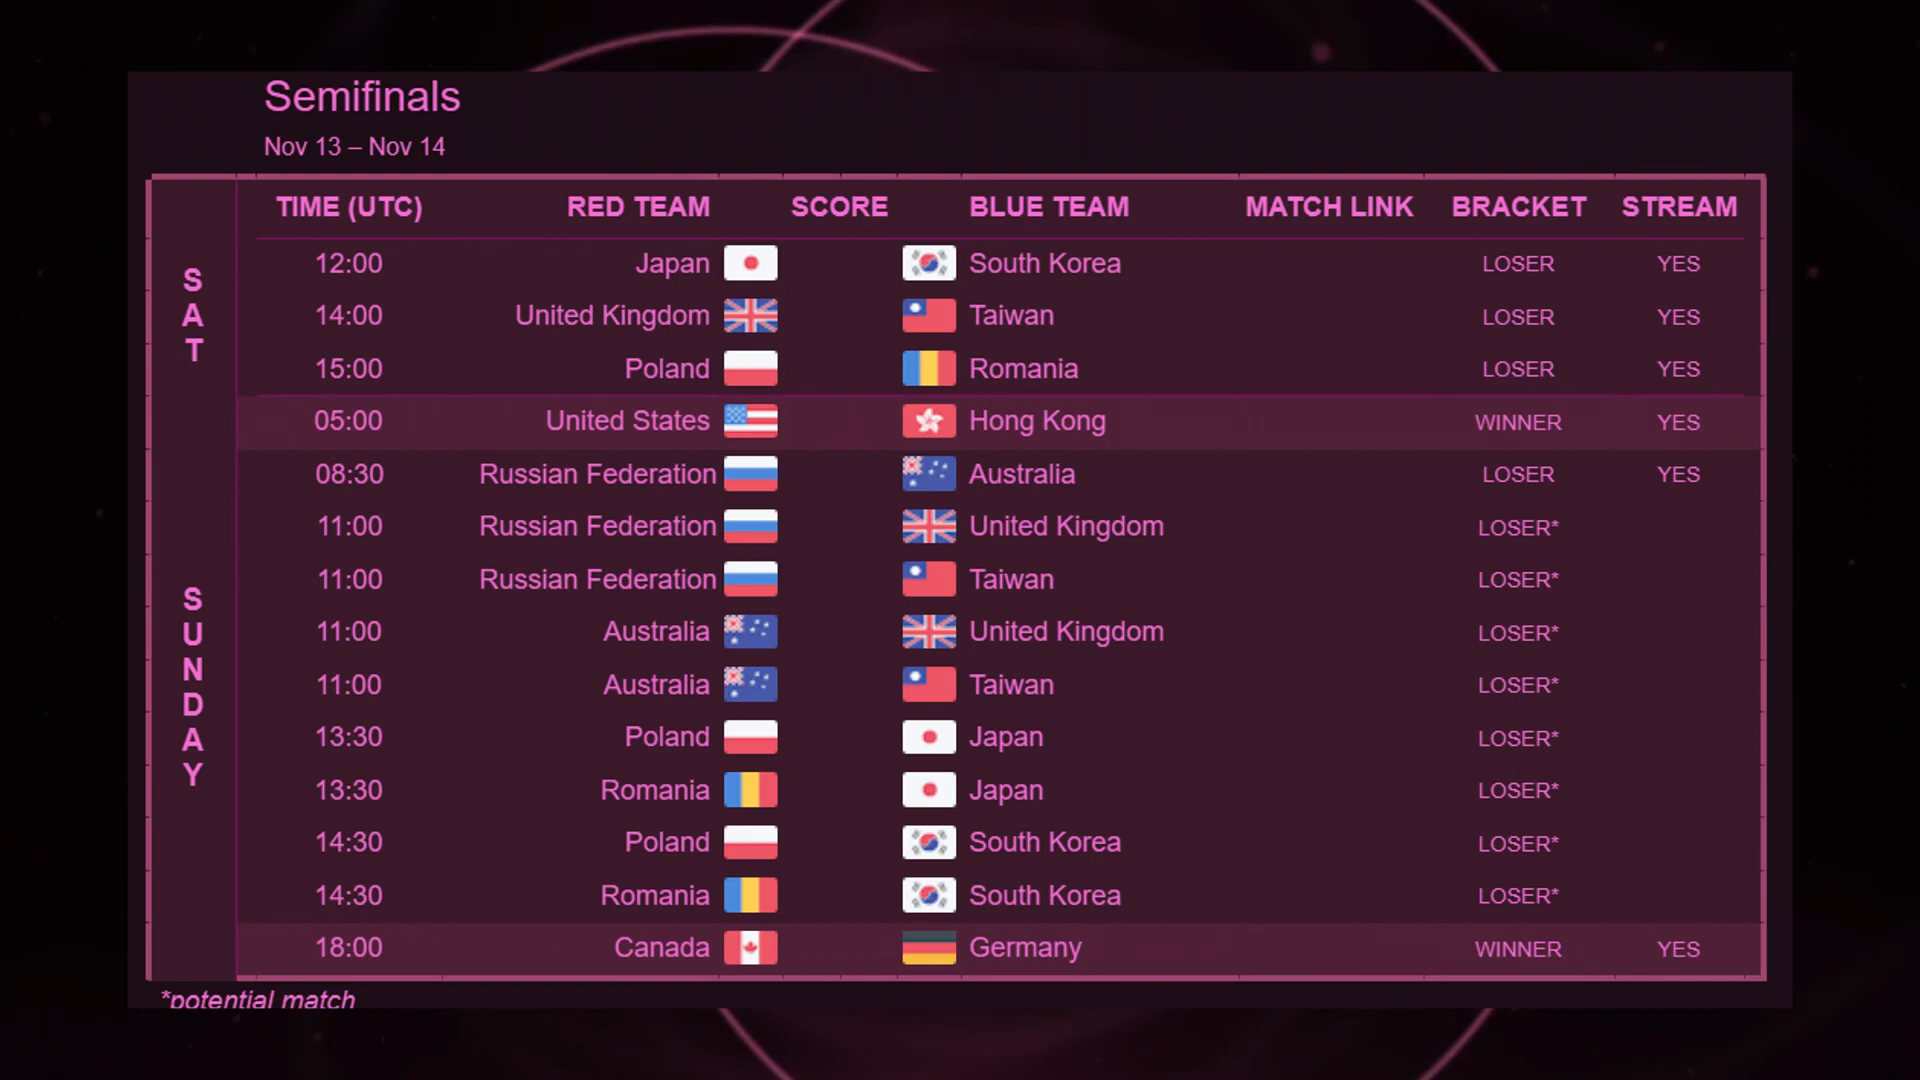 Semifinals
Nov 13 – Nov 14
TIME (UTC) RED TEAM SCORE BLUE TEAM MATCH LINK BRACKET STREAM
SAT
12:00 Japan South Korea LOSER YES
14:00 United Kingdom Taiwan LOSER YES
15:00 Poland Romania LOSER YES
SUNDAY
05:00 United States Hong Kong WINNER YES
08:30 Russian Federation Australia LOSER YES
11:00 Russian Federation United Kingdom LOSER*
11:00 Russian Federation Taiwan LOSER*
11:00 Australia United Kingdom LOSER*
11:00 Australia Taiwan LOSER*
13:30 Poland Japan LOSER*
13:30 Romania Japan LOSER*
14:30 Poland South Korea LOSER*
14:30 Romania South Korea LOSER*
18:00 Canada Germany WINNER YES
*potential match